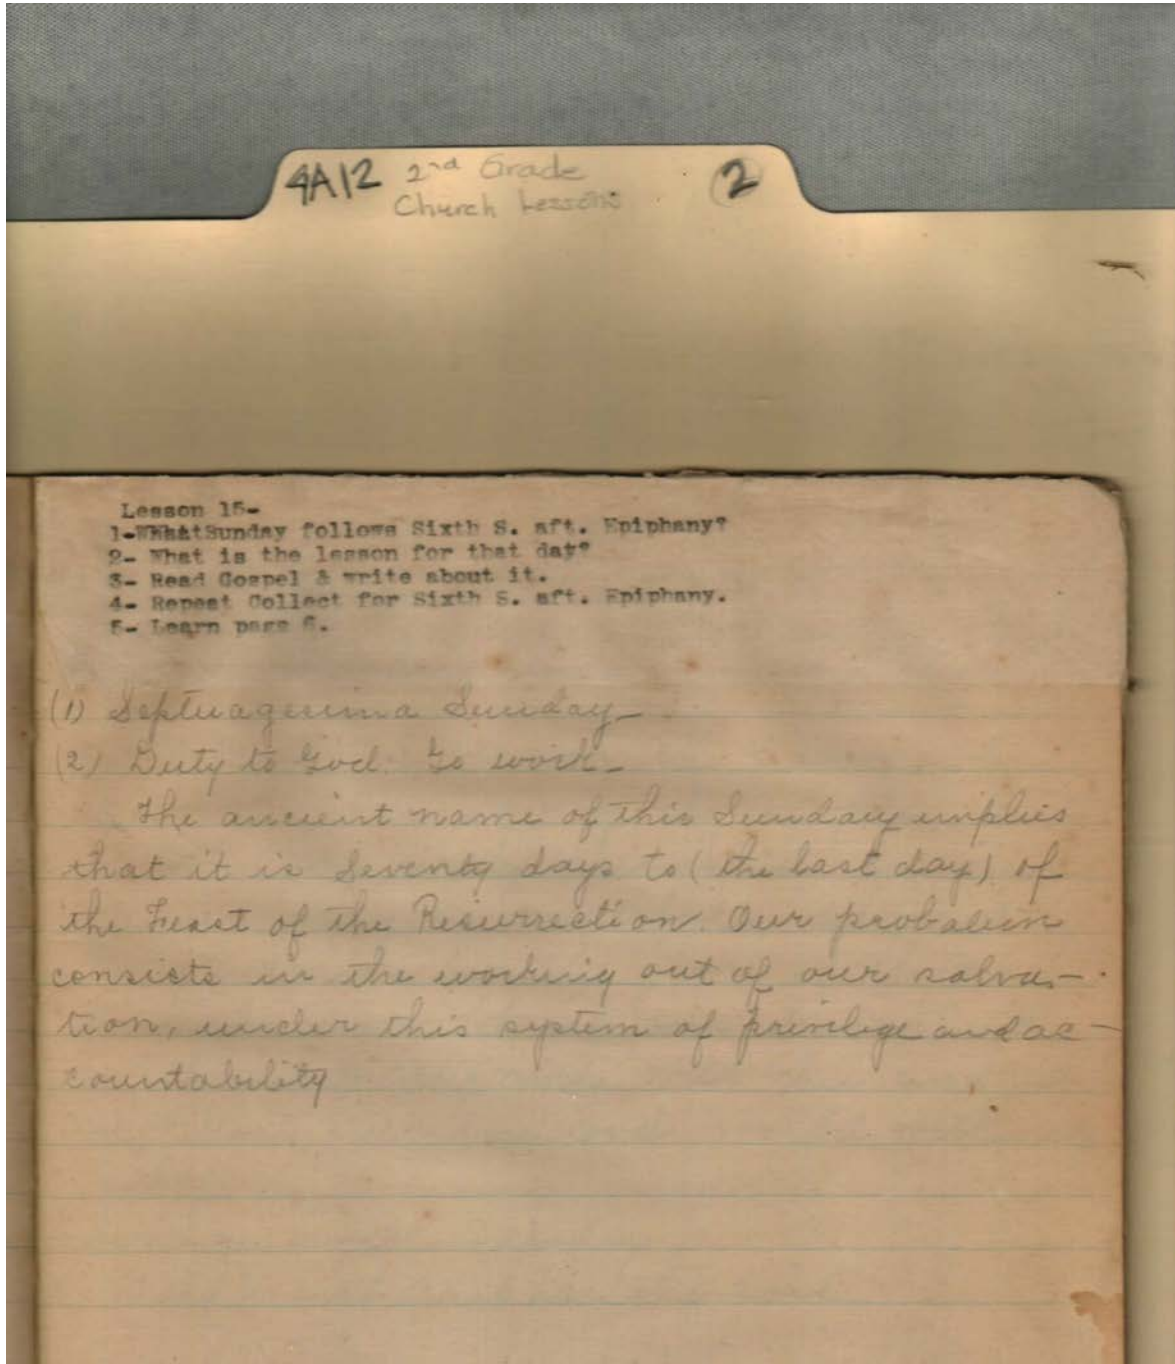 4A12 2nd Grade 2
Church Lessons
Lesson 15-
1-What Sunday follows Sixth S. aft. Epiphany?
2- What is the lesson for that day?
3- Read Gospel & write about it.
4- Repeat Collect for Sixth S. aft. Epiphany.
5- Learn page 6.
(1) Septuagesima Sunday-
(2) Duty to God. Go work-
The ancient name of this Sunday implies
that it is Seventy days to (the last day) of
the Feast of the Resurrection. Our
consists in the working out of our salva-
tion, under this system of privilege and ac-
countability